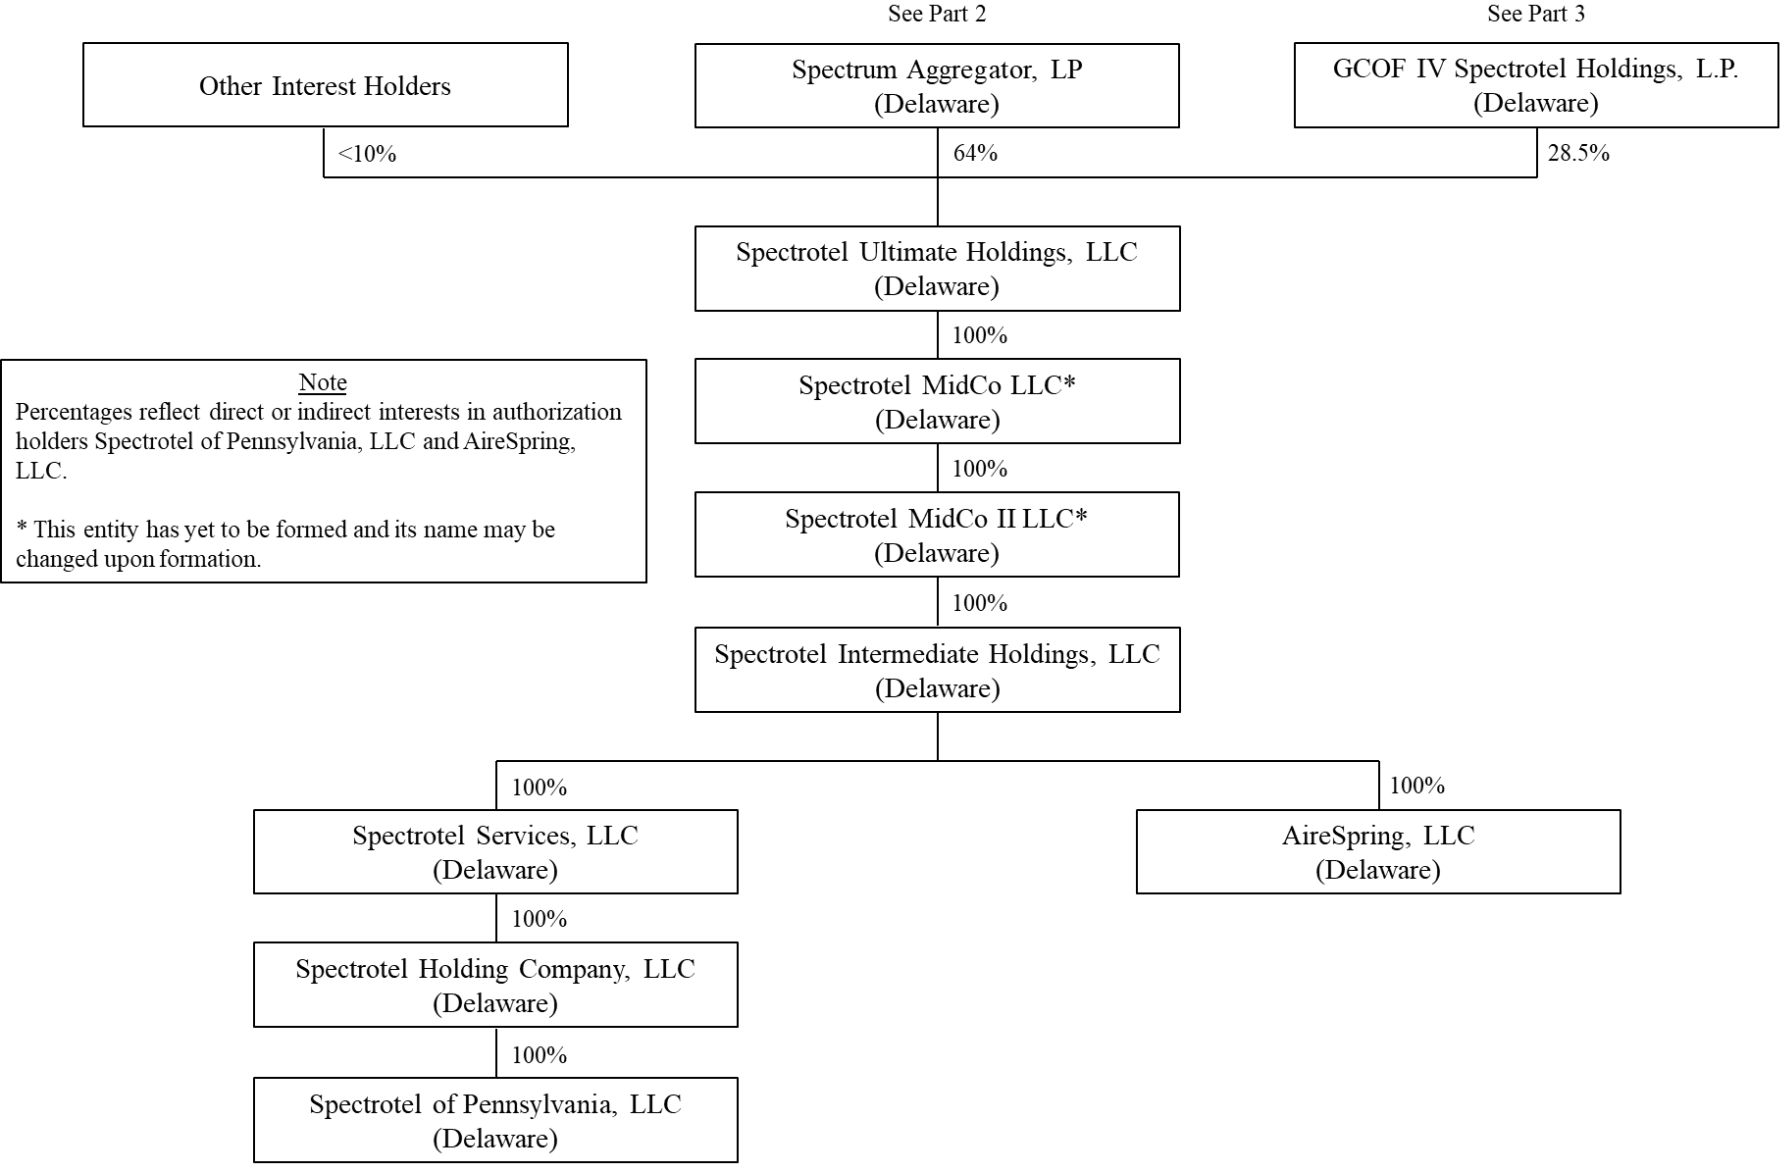 See Part 2
See Part 3
Other Interest Holders
Spectrum Aggregator, LP
(Delaware)
GCOF IV Spectrotel Holdings, L.P.
(Delaware)
<10%
64%
28.5%
Spectrotel Ultimate Holdings, LLC
(Delaware)
100%
Spectrotel MidCo LLC*
(Delaware)
Note
Percentages reflect direct or indirect interests in authorization
holders Spectrotel of Pennsylvania, LLC and AireSpring,
LLC.
* This entity has yet to be formed and its name may be
changed upon formation.
100%
Spectrotel MidCo II LLC*
(Delaware)
100%
Spectrotel Intermediate Holdings, LLC
(Delaware)
100%
100%
Spectrotel Services, LLC
(Delaware)
AireSpring, LLC
(Delaware)
100%
Spectrotel Holding Company, LLC
(Delaware)
100%
Spectrotel of Pennsylvania, LLC
(Delaware)